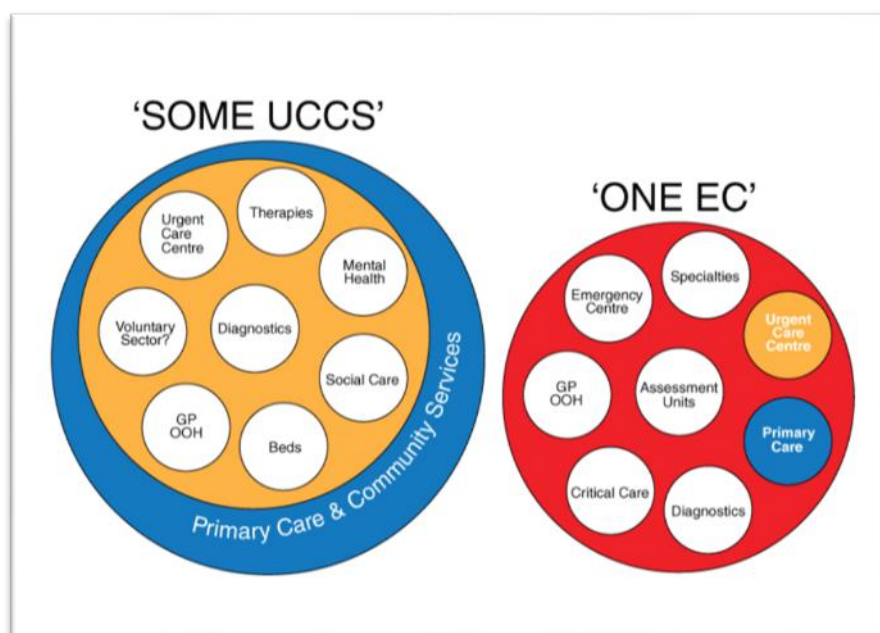 ‘SOME UCCS’
Therapies
Urgent
Care
Centre
Mental
Health
Voluntary
Sector?
Diagnostics
Social Care
GP
OOH
Beds
Primary Care & Community Services
‘ONE EC’
Specialties
Emergency
Centre
Urgent
Care
Centre
GP
OOH
Assessment
Units
Primary
Care
Critical Care
Diagnostics